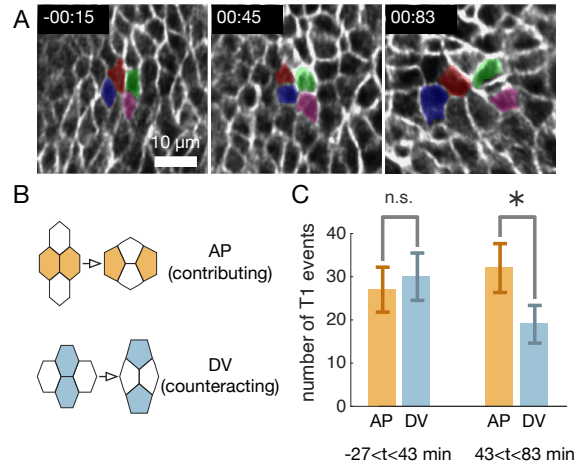 A
-00:15
00:45
00:83
10 µm
B
AP
(contributing)
DV
(counteracting)
C
n.s.
*
number of T1 events
40
30
20
10
0
AP DV
AP DV
-27<t<43 min
43<t<83 min